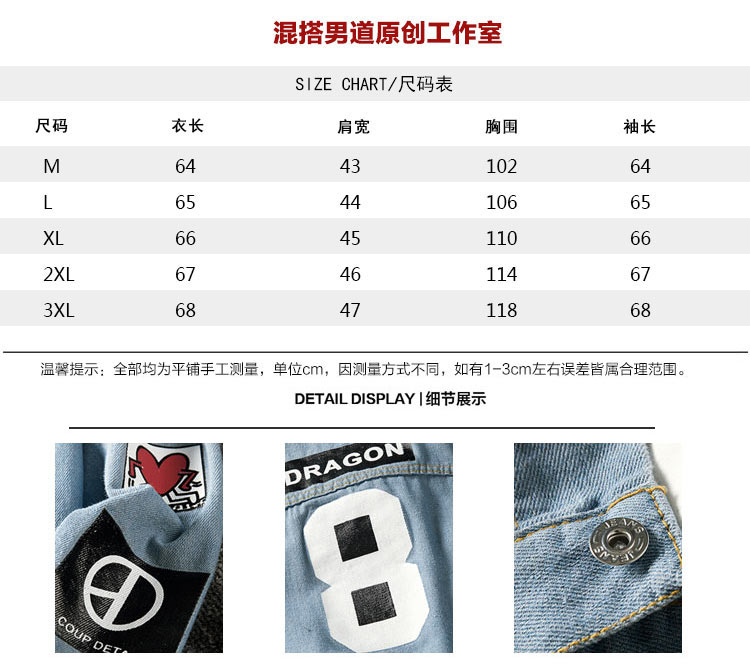 混搭男道原创工作室
SIZE CHART/尺码表
尺码 衣长 肩宽 胸围 袖长
M 64 43 102 64
L 65 44 106 65
XL 66 45 110 66
2XL 67 46 114 67
3XL 68 47 118 68
温馨提示：全部均为平铺手工测量，单位cm，因测量方式不同，如有1-3cm左右误差皆属合理范围。
DETAIL DISPLAY | 细节展示
COUP DETA
DRAGON
8
JEANS
JEANS